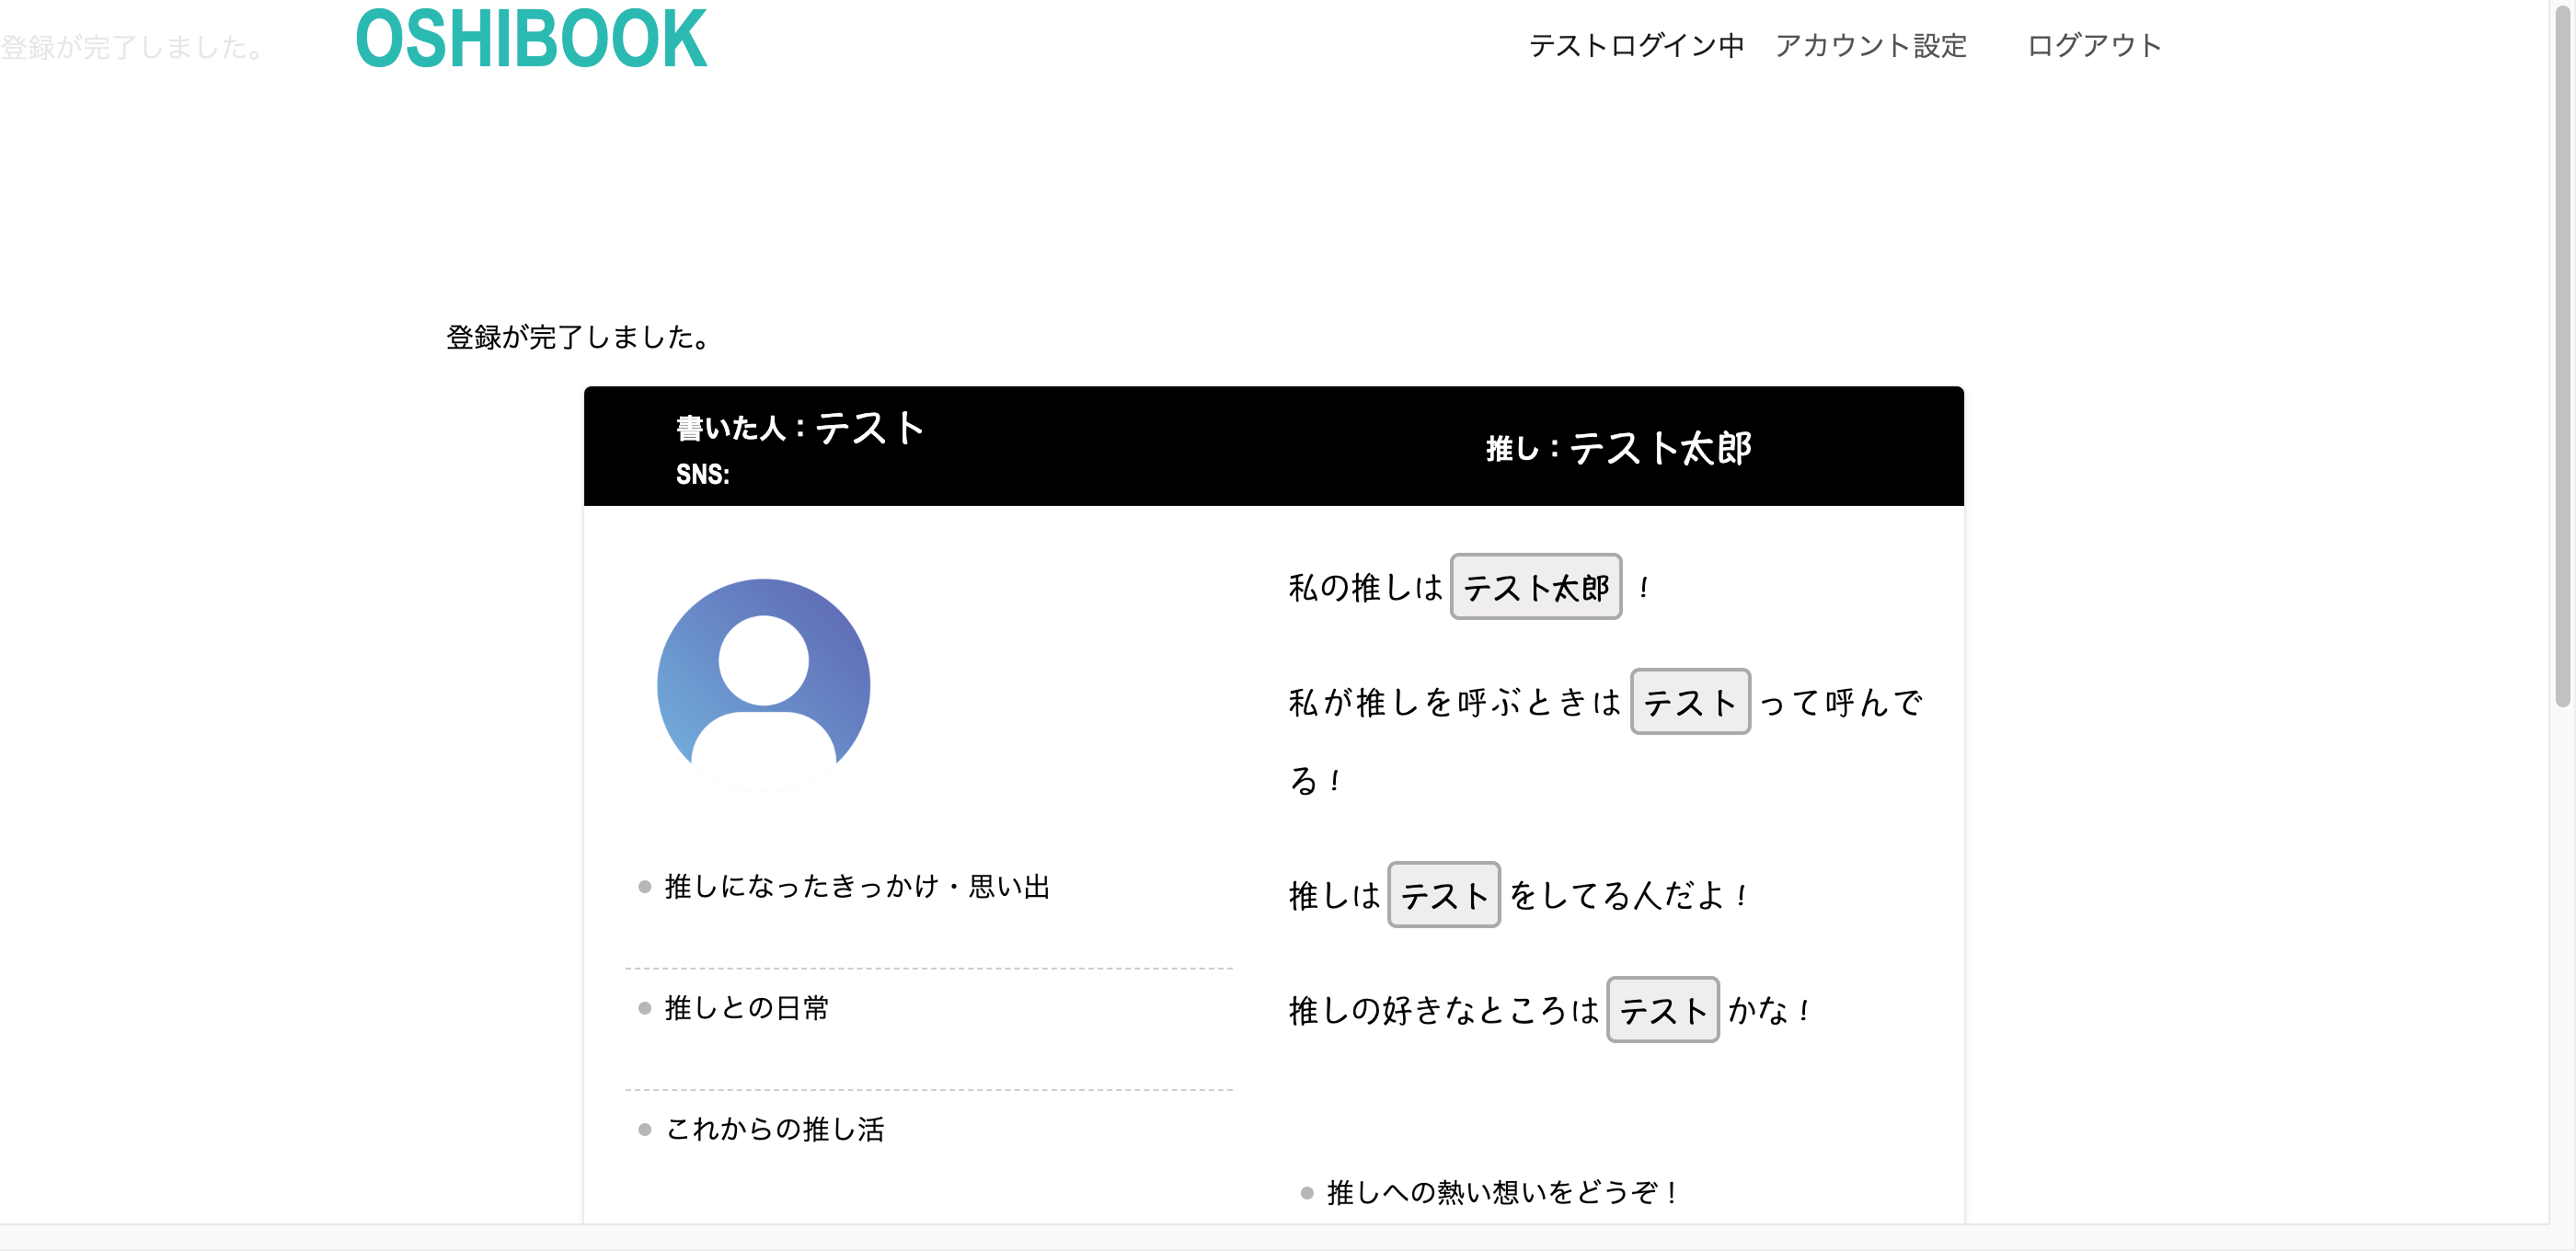 登録が完了しました。
OSHIBOOK
テストログイン中 アカウント設定 ログアウト
登録が完了しました。
書いた人：テスト
SNS:
推し：テスト太郎
推しになったきっかけ・思い出
推しとの日常
これからの推し活
私の推しは テスト太郎 ！
私が推しを呼ぶときは テスト って呼んで
る！
推しは テスト をしてる人だよ！
推しの好きなところは テスト かな！
推しへの熱い想いをどうぞ！